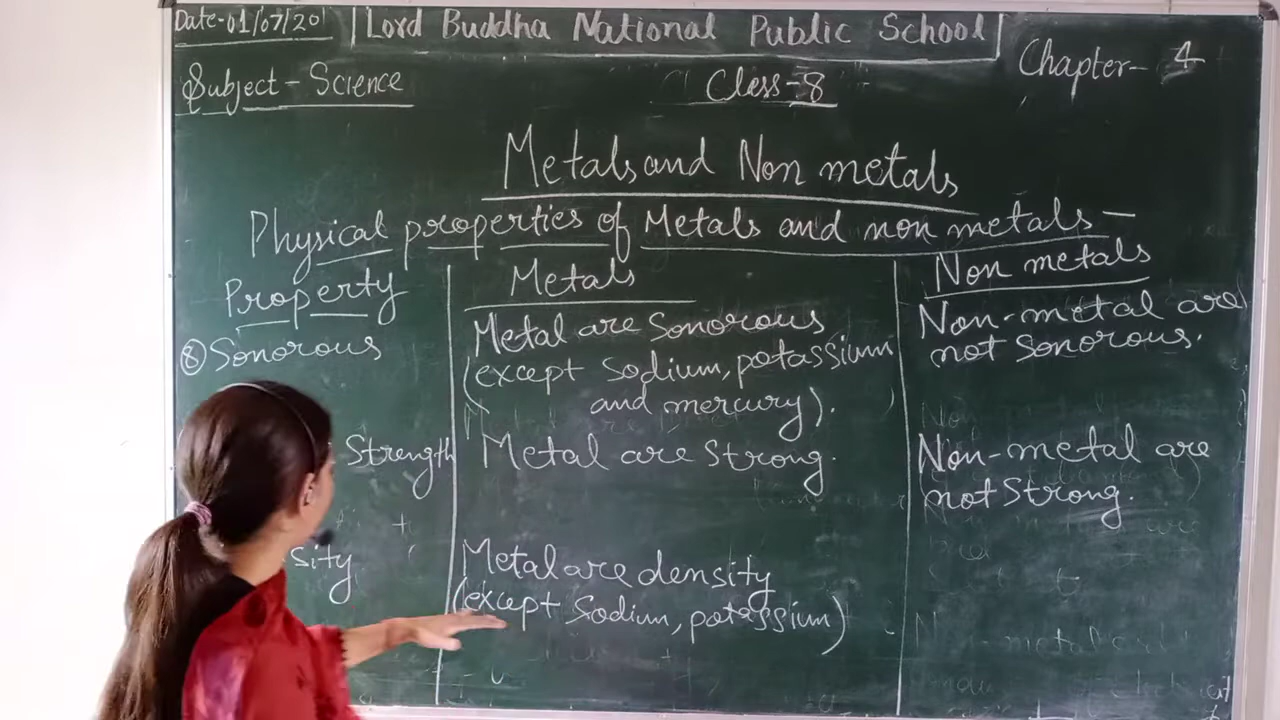 Date-01/07/20
Lord Buddha National Public School
Chapter- 4
Subject - Science
Class-8
Metals and Non metals
Physical properties of Metals and non metals -
Property
Metals
Non metals
⑧ Sonorous
Metal are Sonorous
(except Sodium, potassium
and mercury).
Non-metal are
not Sonorous.
Strength
Metal are Strong.
Non-metal are
not Strong.
sity
Metal are density
(except Sodium, potassium)